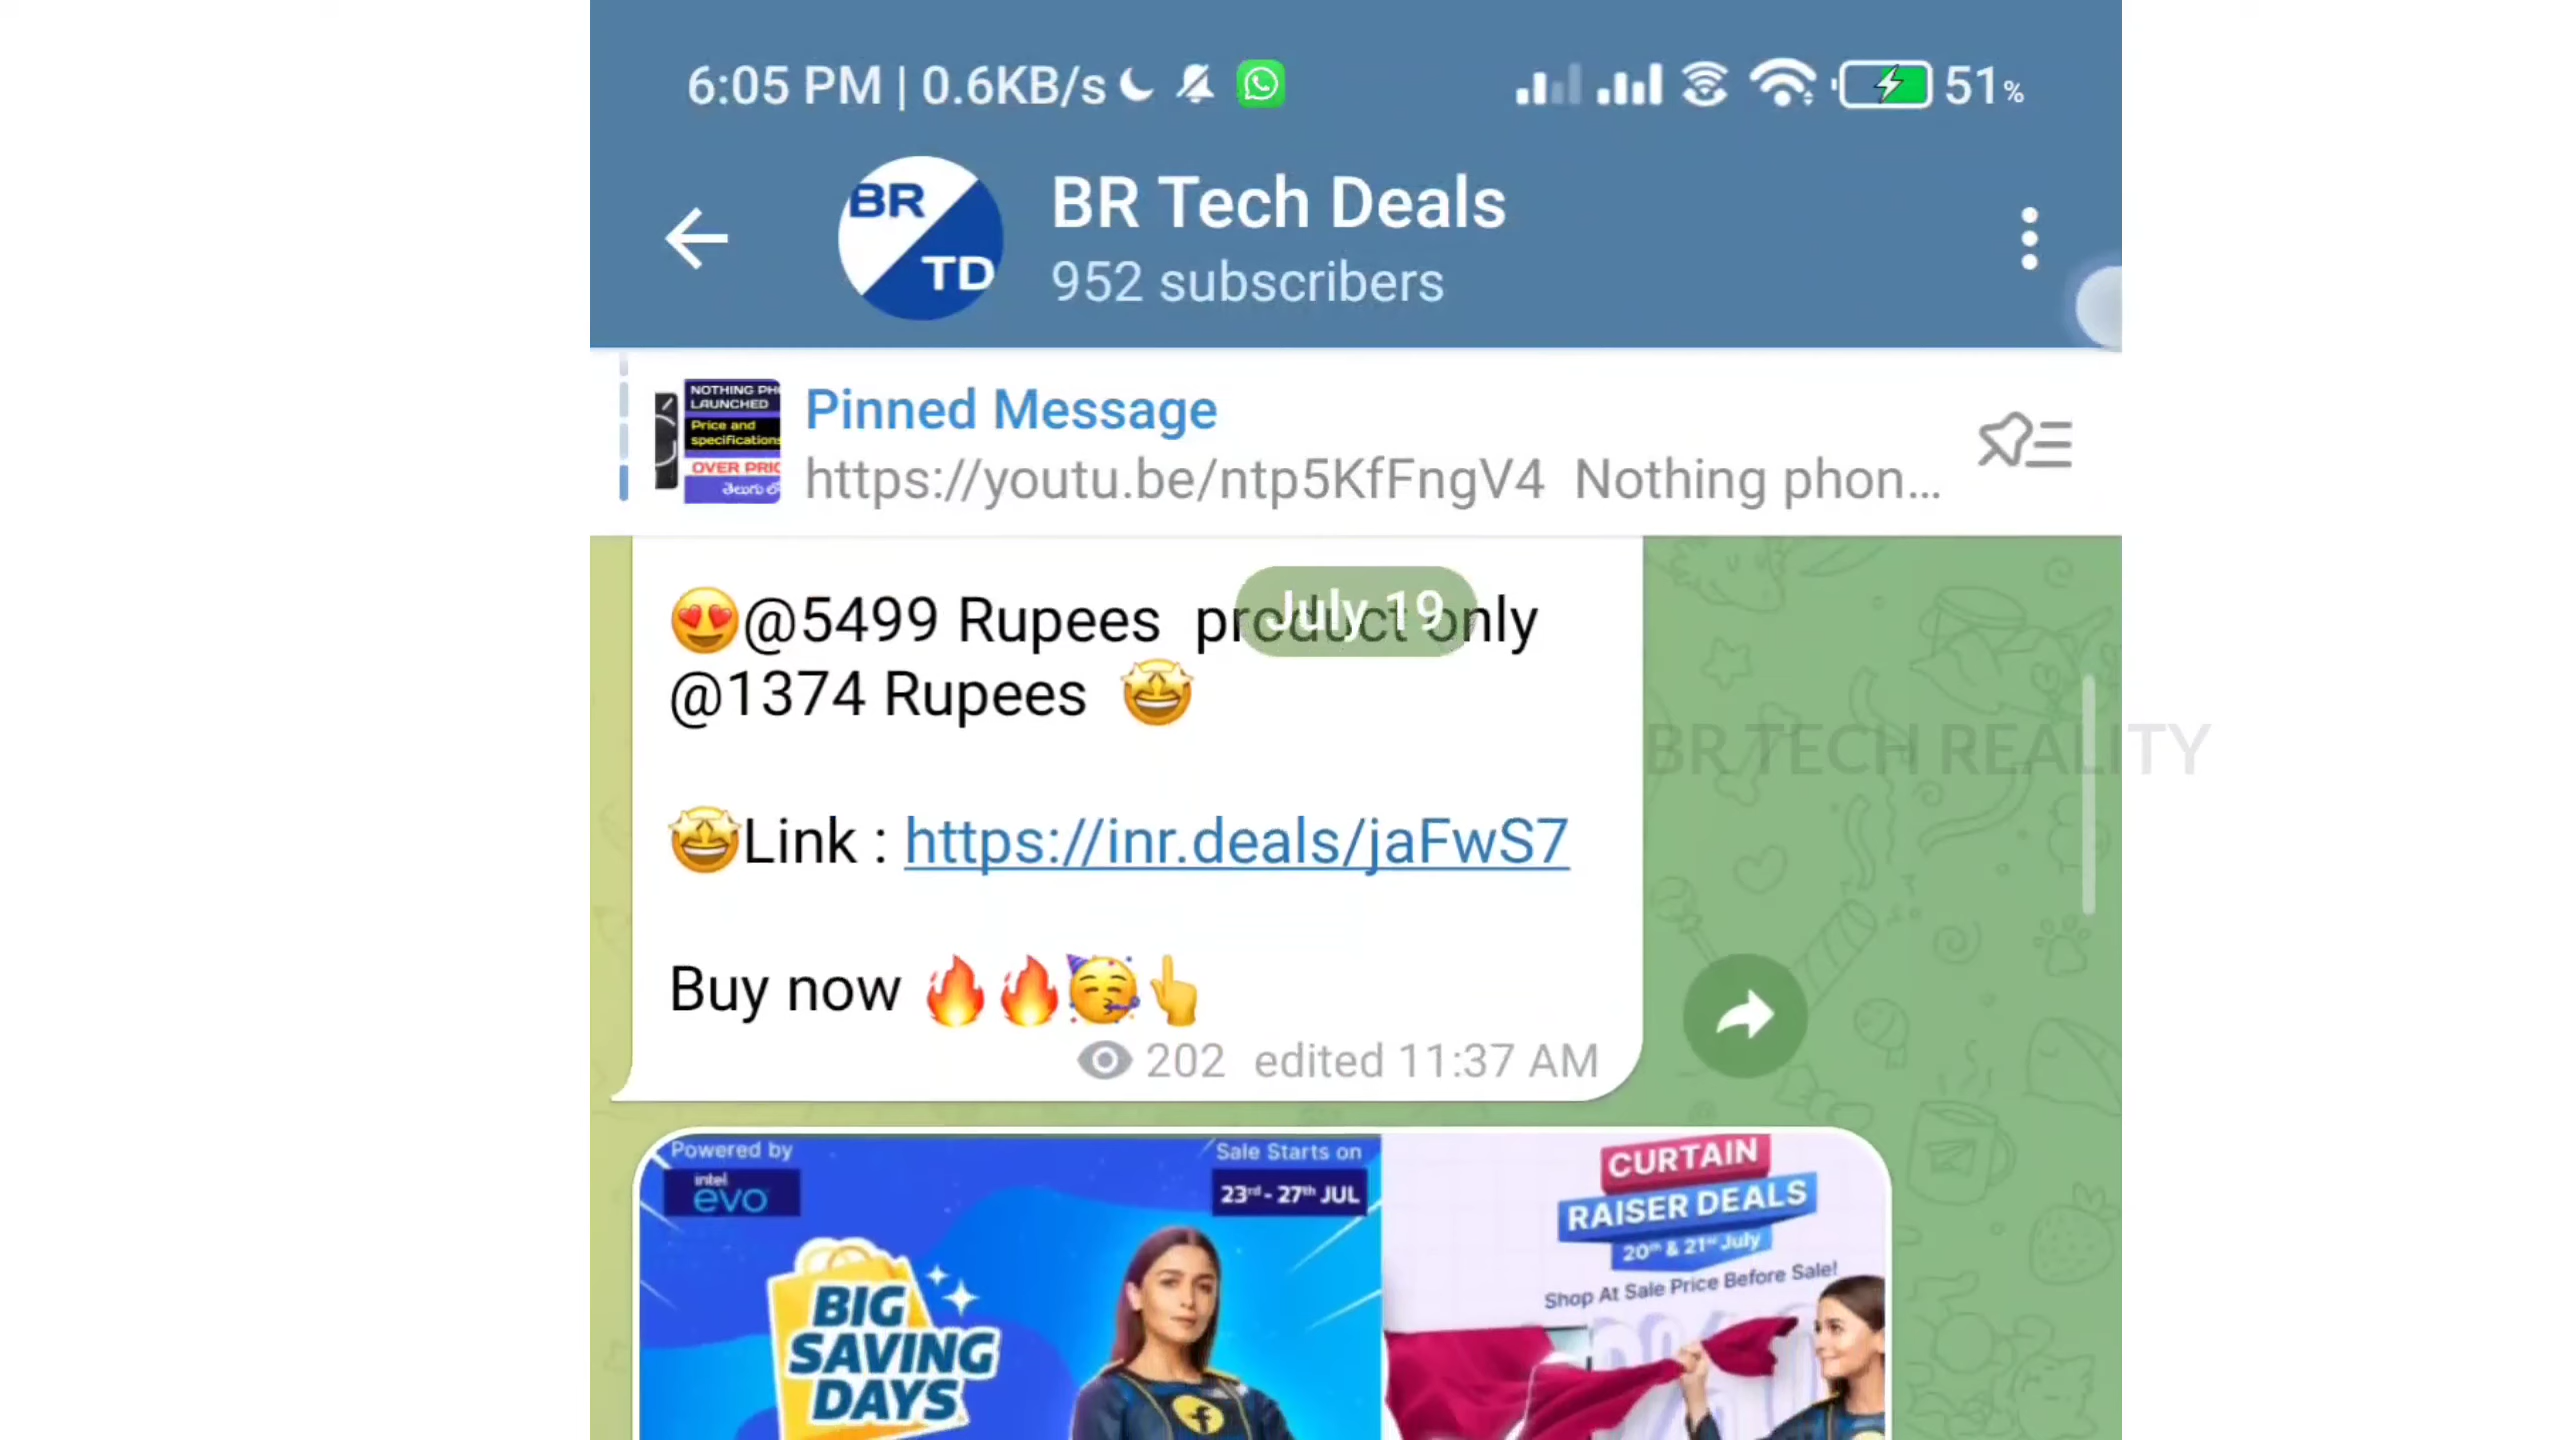 6:05 PM | 0.6KB/s
51%
BR
TD
BR Tech Deals
952 subscribers
NOTHING PH
LAUNCHED
Price and
specifications
OVER PRIC
తెలుగు లో
Pinned Message
https://youtu.be/ntp5KfFngV4 Nothing phon...
July 19
😍@5499 Rupees product only
@1374 Rupees 🤩
BR TECH REALITY
🤩Link : https://inr.deals/jaFwS7
Buy now 🔥🔥🥳👆
202 edited 11:37 AM
Powered by
intel
evo
Sale Starts on
23rd - 27th JUL
BIG
SAVING
DAYS
CURTAIN
RAISER DEALS
20th & 21st July
Shop At Sale Price Before Sale!